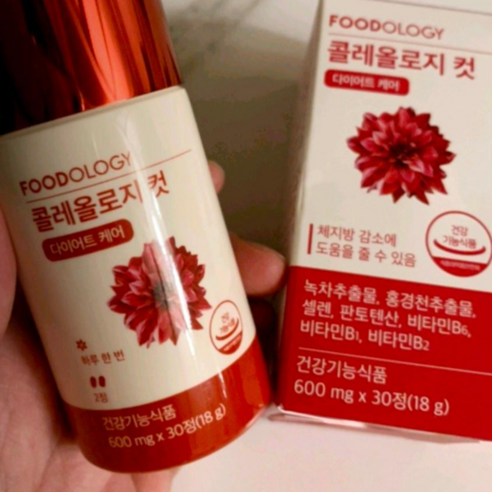 FOODOLOGY
콜레올로지 컷
다이어트 케어
하루 한 번
2정
건강기능식품
600 mg x 30정(18 g)
FOODOLOGY
콜레올로지 컷
다이어트 케어
체지방 감소에
도움을 줄 수 있음
건강
기능식품
녹차추출물, 홍경천추출물,
셀렌, 판토텐산, 비타민B6,
비타민B1, 비타민B2
건강기능식품
600 mg x 30정(18 g)